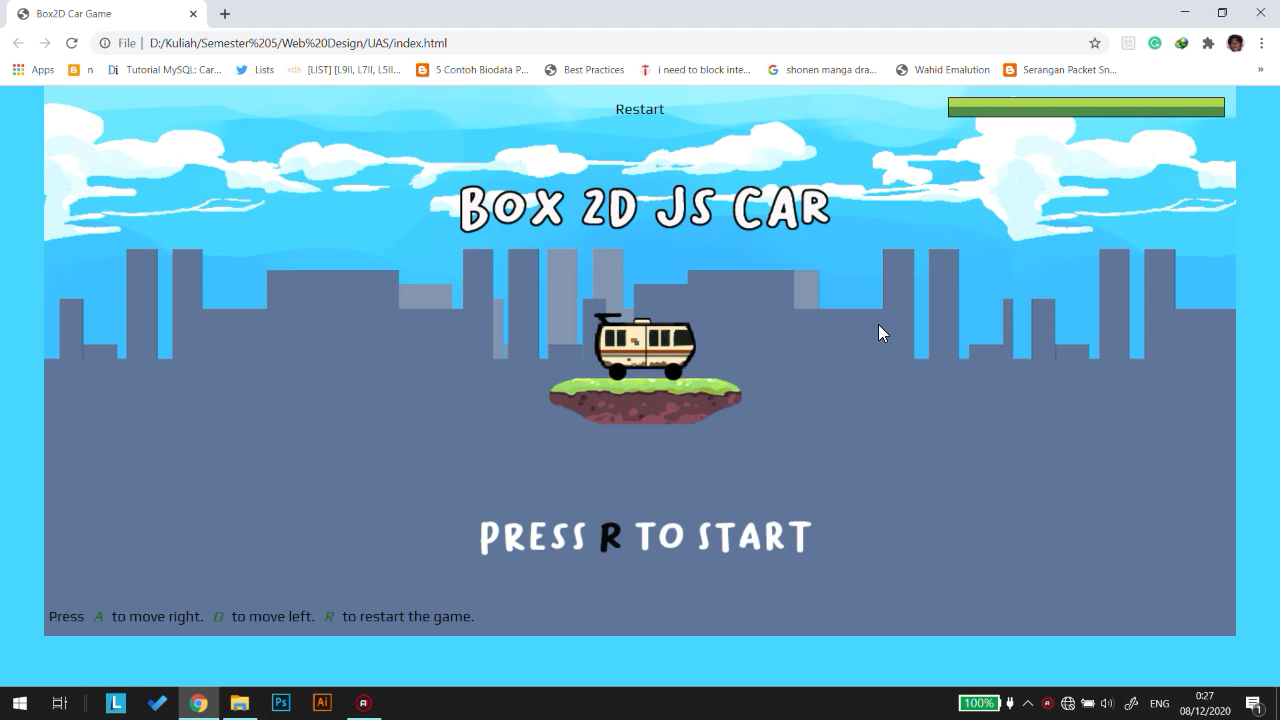 Box2D Car Game
File | D:/Kuliah/Semester%205/Web%20Design/UAS/index.html
Apps n Tutorial MySQL: Car... Lists [LIST] [L9II, L7II, L5II... 5 Contoh Biodata P... Best Practices i need to block inte... shonen manga dra... Wahid Emalution Serangan Packet Sn... »
Restart
BOX 2D JS CAR
PRESS R TO START
Press A to move right. D to move left. R to restart the game.
L Ps Ai 100% ENG 0:27
08/12/2020 1